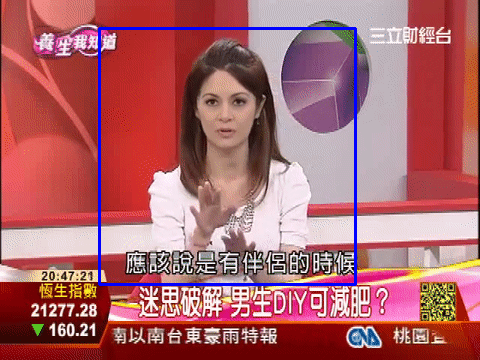 養生我知道
三立財經台
應該說是有伴侶的時候
20:47:21
恆生指數
21277.28
▼160.21
迷思破解 男生DIY可減肥？
南以南台東豪雨特報
CNA 桃園